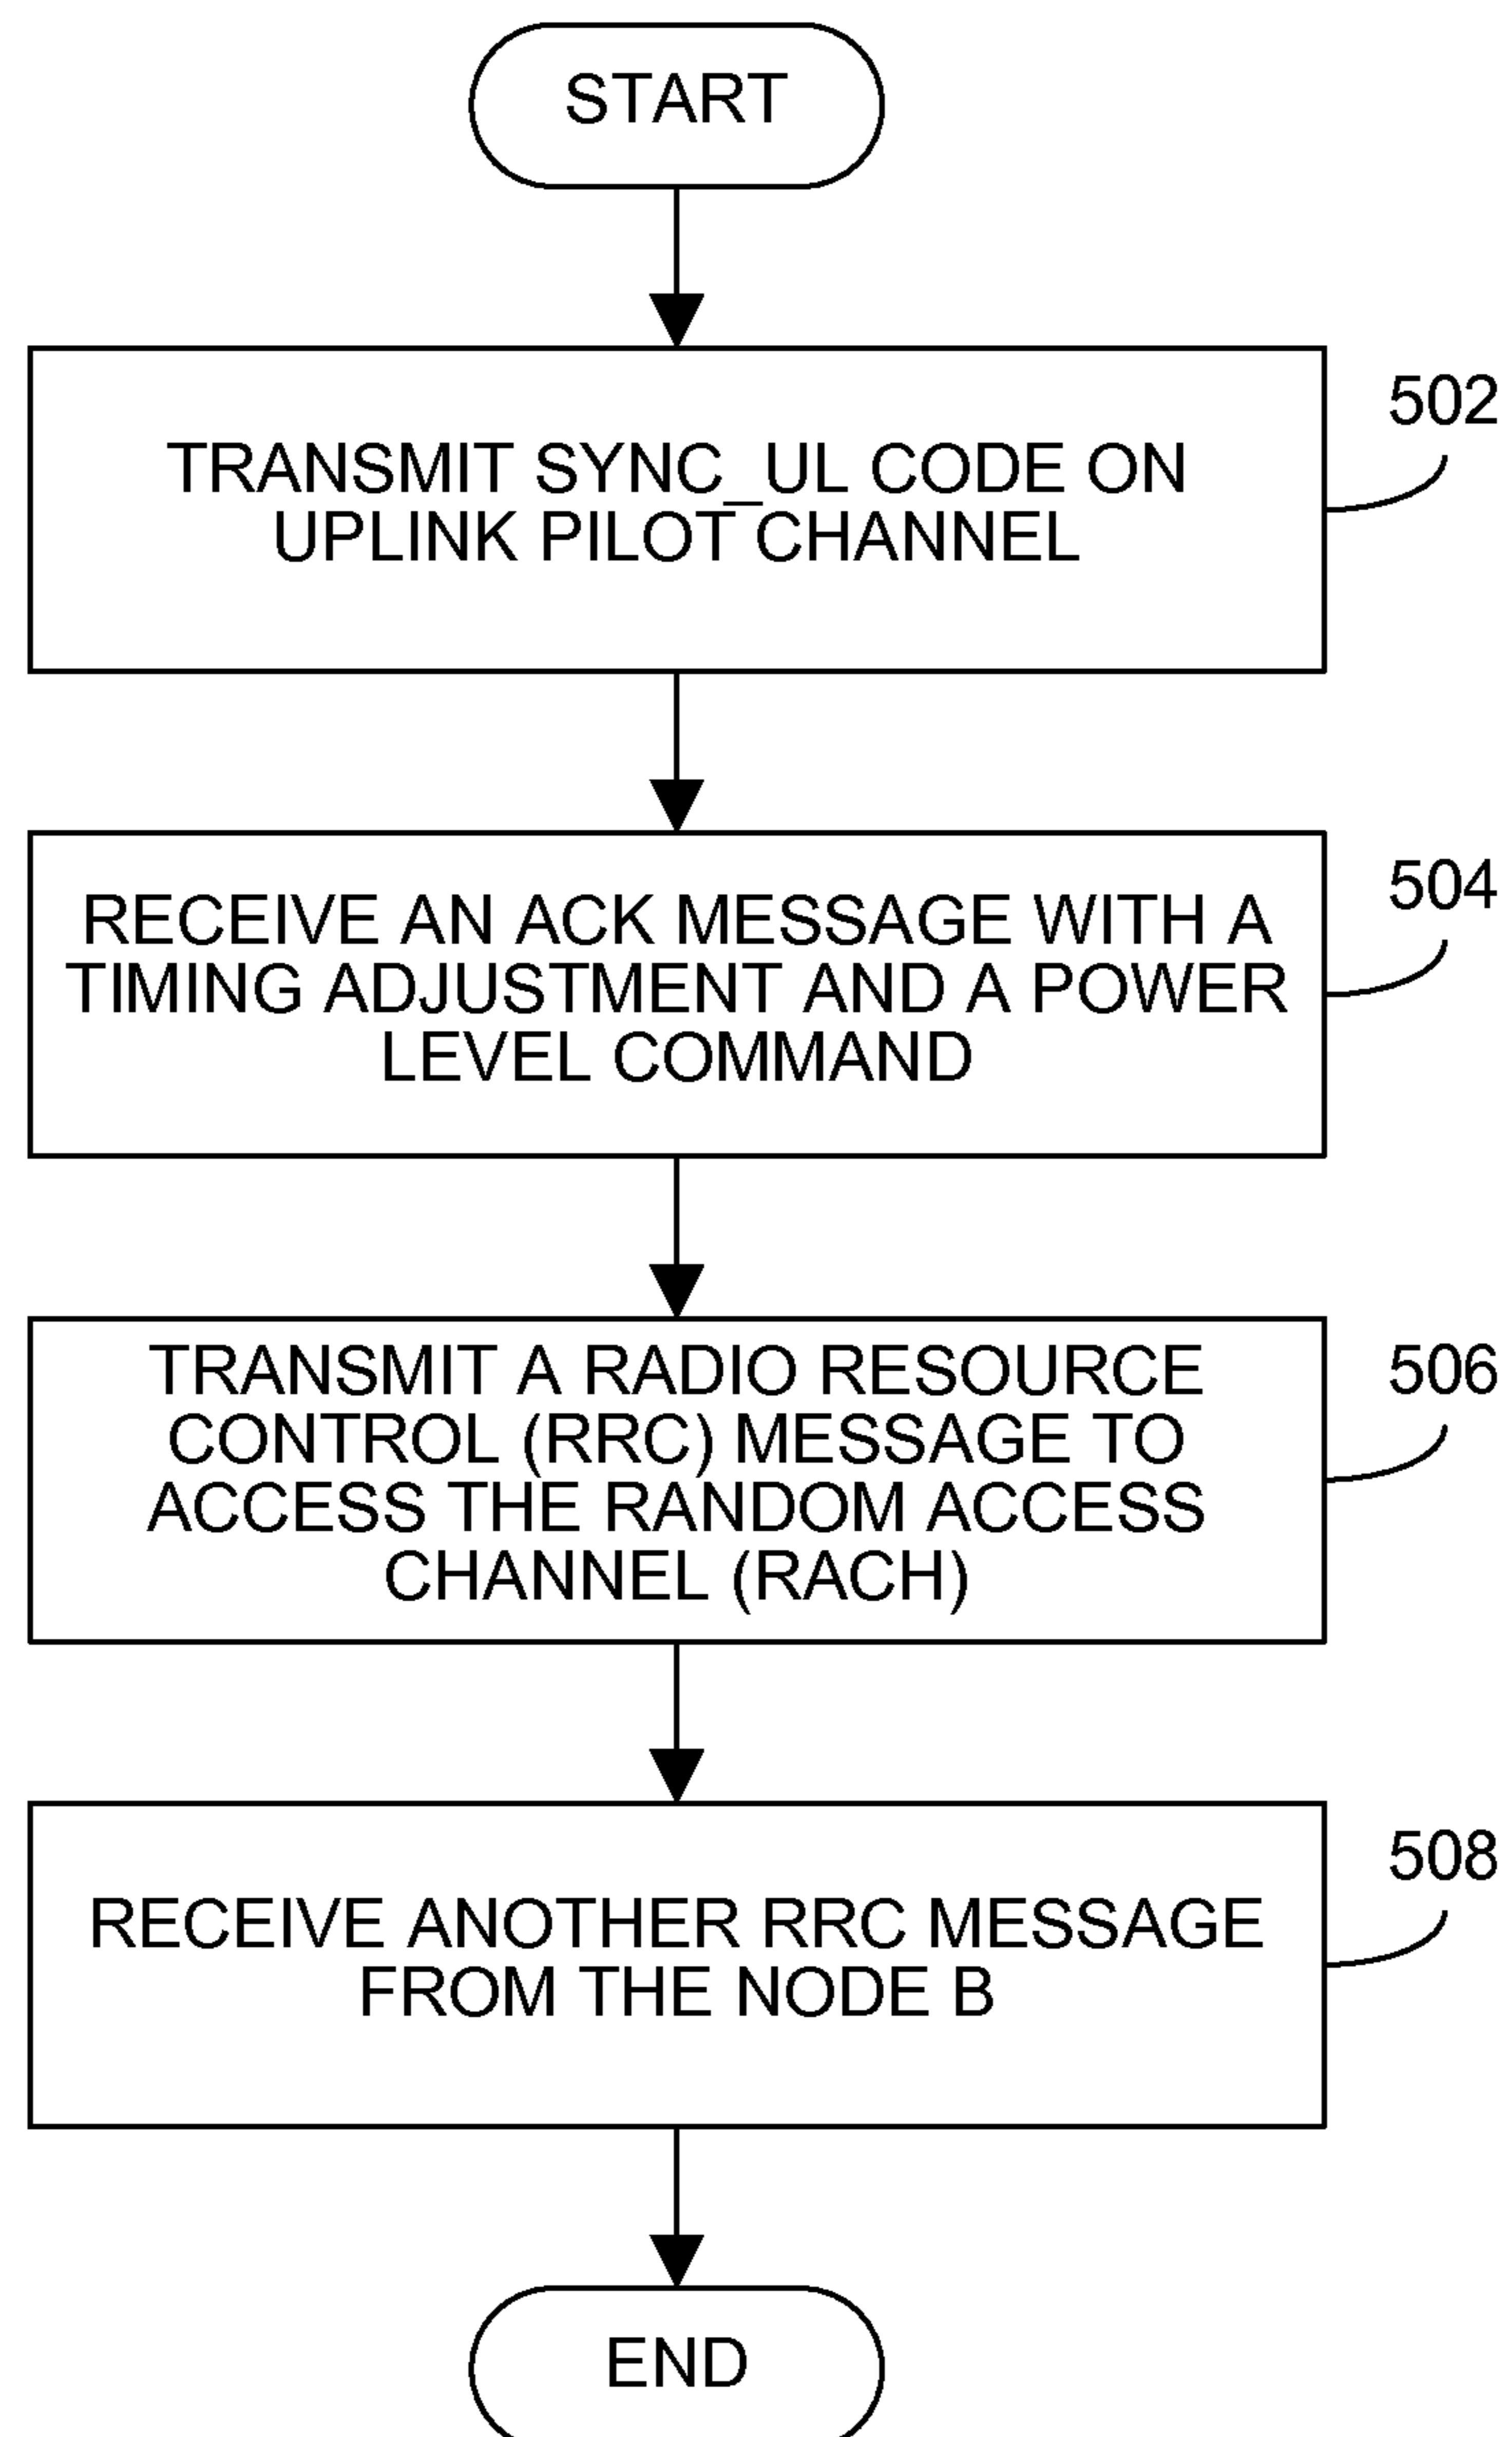 START
502
TRANSMIT SYNC_UL CODE ON
UPLINK PILOT CHANNEL
504
RECEIVE AN ACK MESSAGE WITH A
TIMING ADJUSTMENT AND A POWER
LEVEL COMMAND
506
TRANSMIT A RADIO RESOURCE
CONTROL (RRC) MESSAGE TO
ACCESS THE RANDOM ACCESS
CHANNEL (RACH)
508
RECEIVE ANOTHER RRC MESSAGE
FROM THE NODE B
END